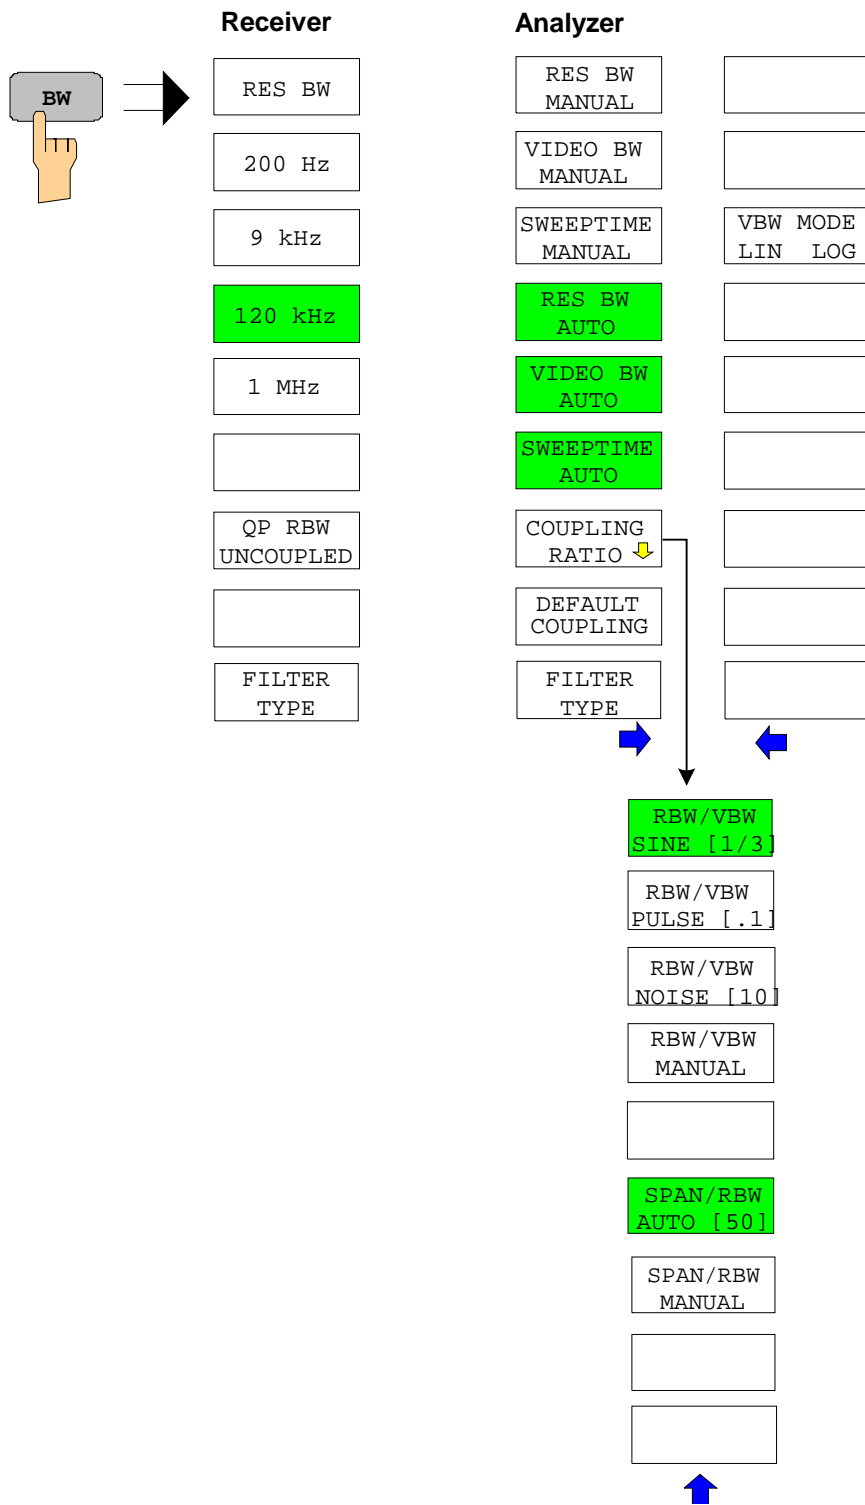 Receiver
Analyzer
BW
RES BW
200 Hz
9 kHz
120 kHz
1 MHz
QP RBW
UNCOUPLED
FILTER
TYPE
RES BW
MANUAL
VIDEO BW
MANUAL
SWEEPTIME
MANUAL
RES BW
AUTO
VIDEO BW
AUTO
SWEEPTIME
AUTO
COUPLING
RATIO
DEFAULT
COUPLING
FILTER
TYPE
VBW MODE
LIN LOG
RBW/VBW
SINE [1/3]
RBW/VBW
PULSE [.1]
RBW/VBW
NOISE [10]
RBW/VBW
MANUAL
SPAN/RBW
AUTO [50]
SPAN/RBW
MANUAL